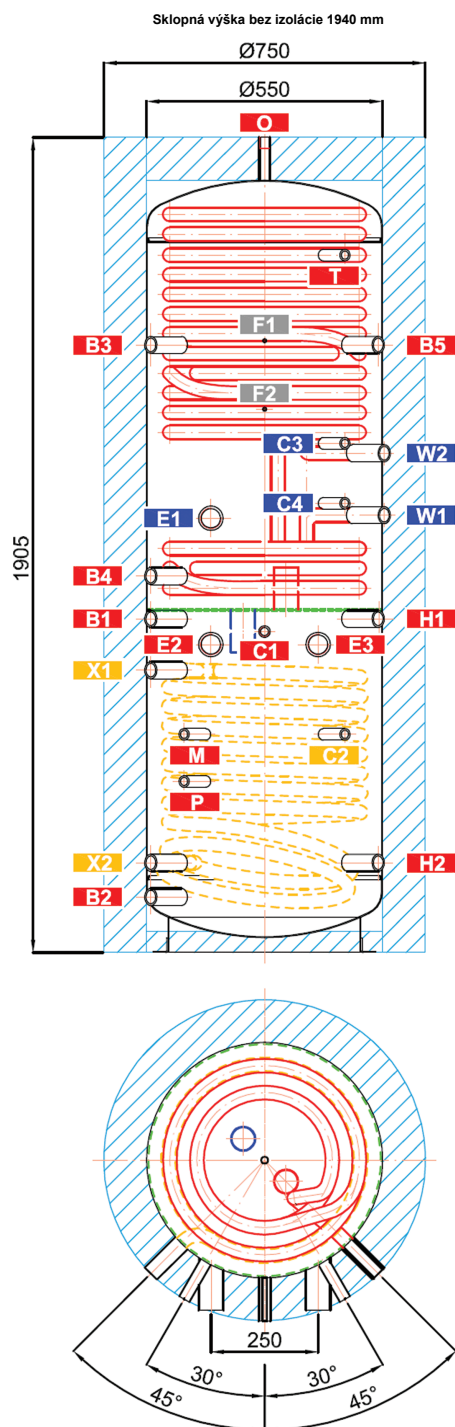 Sklopná výška bez izolácie 1940 mm
Ø750
Ø550
O
T
F1
B3
B5
F2
C3
W2
C4
E1
W1
1905
B4
B1
H1
E2
C1
E3
X1
M
C2
P
X2
H2
B2
250
30°
30°
45°
45°